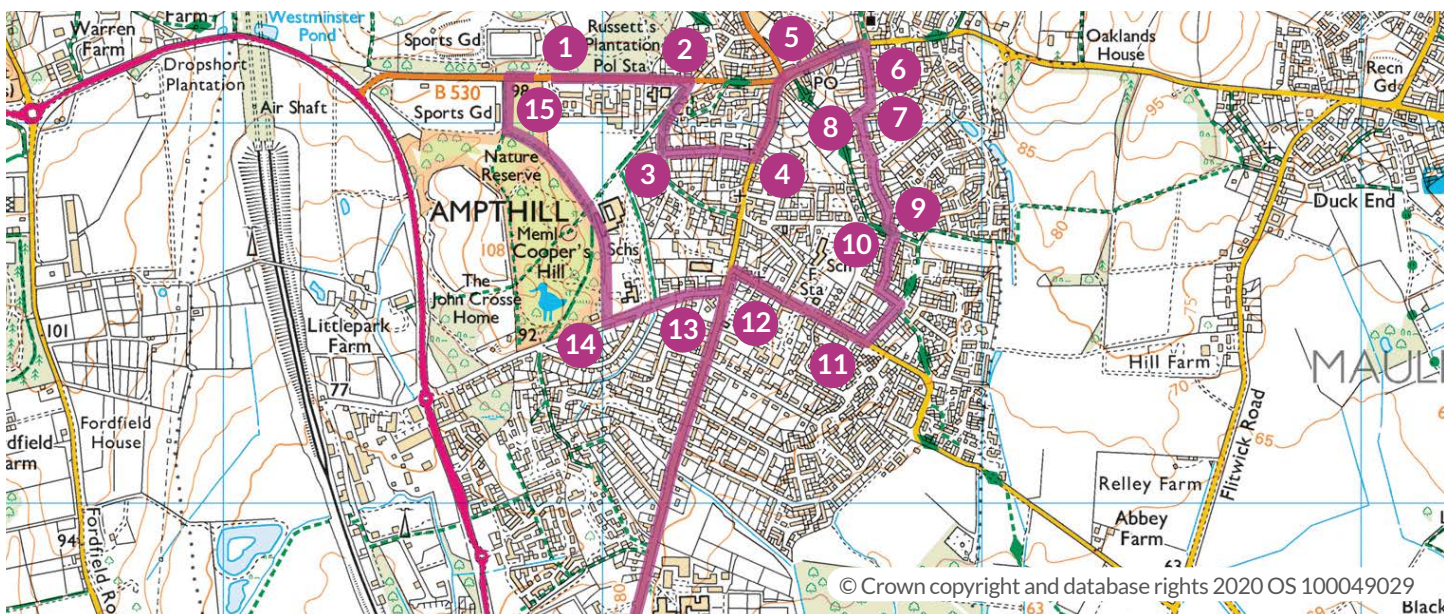 Warren
Farm
Farm
Westminster
Pond
Sports Gd
Russett's
Plantation
Pol Sta
1
2
5
PO
6
Oaklands
House
Recn
Gd
95
Dropshort
Plantation
Air Shaft
B 530
Sports Gd
98
15
7
8
90
85
Nature
Reserve
3
4
AMPTHILL
Meml
Cooper's
Hill
108
Schs
9
10
Sch
F
Sta
Duck End
80
75
The
John Crosse
Home
92
101
Littlepark
Farm
77
14
13
12
11
Hill Farm
70
MAUL
Fordfield
House
dfield
arm
65
Flitwick Road
Relley Farm
Abbey
Farm
94
Fordfield Ro
80
63
63
© Crown copyright and database rights 2020 OS 100049029
Blac